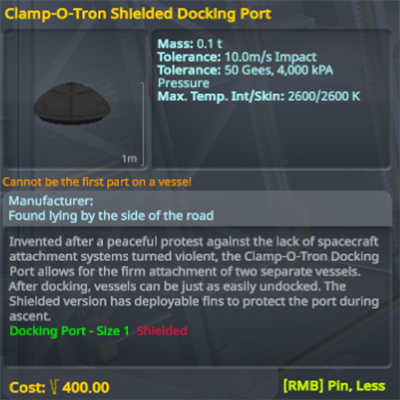 Clamp-O-Tron Shielded Docking Port
Mass: 0.1 t
Tolerance: 10.0m/s Impact
Tolerance: 50 Gees, 4,000 kPA
Pressure
Max. Temp. Int/Skin: 2600/2600 K
1m
Cannot be the first part on a vessel
Manufacturer:
Found lying by the side of the road
Invented after a peaceful protest against the lack of spacecraft
attachment systems turned violent, the Clamp-O-Tron Docking
Port allows for the firm attachment of two separate vessels.
After docking, vessels can be just as easily undocked. The
Shielded version has deployable fins to protect the port during
ascent.
Docking Port - Size 1 Shielded
Cost: 400.00
[RMB] Pin, Less